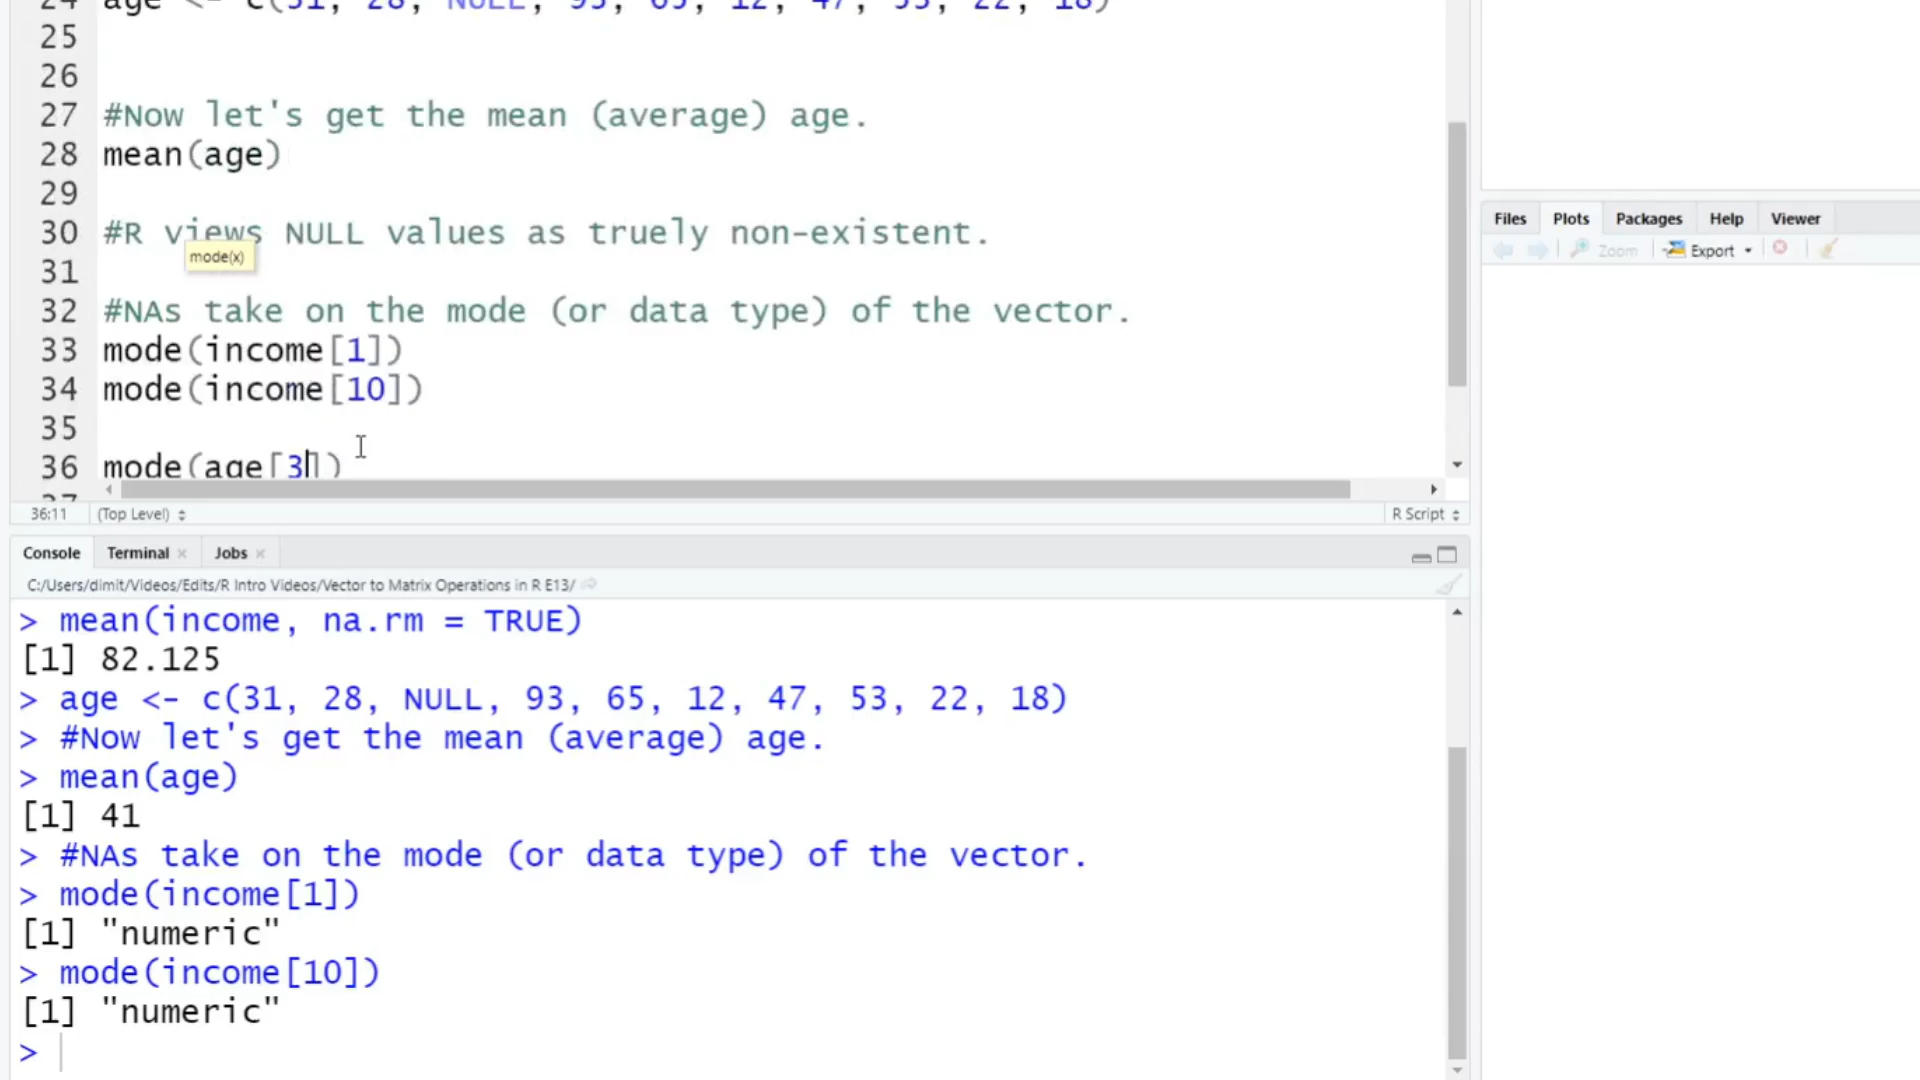 24 age <- c(31, 28, NULL, 93, 65, 12, 47, 53, 22, 18)
25
26
27 #Now let's get the mean (average) age.
28 mean(age)
29
30 #R views NULL values as truely non-existent.
mode(x)
31
32 #NAs take on the mode (or data type) of the vector.
33 mode(income[1])
34 mode(income[10])
35
36 mode(age[3])
37
36:11 (Top Level) R Script
Console Terminal Jobs
C:/Users/dimit/Videos/Edits/R Intro Videos/Vector to Matrix Operations in R E13/
> mean(income, na.rm = TRUE)
[1] 82.125
> age <- c(31, 28, NULL, 93, 65, 12, 47, 53, 22, 18)
> #Now let's get the mean (average) age.
> mean(age)
[1] 41
> #NAs take on the mode (or data type) of the vector.
> mode(income[1])
[1] "numeric"
> mode(income[10])
[1] "numeric"
>
Files Plots Packages Help Viewer
Zoom Export